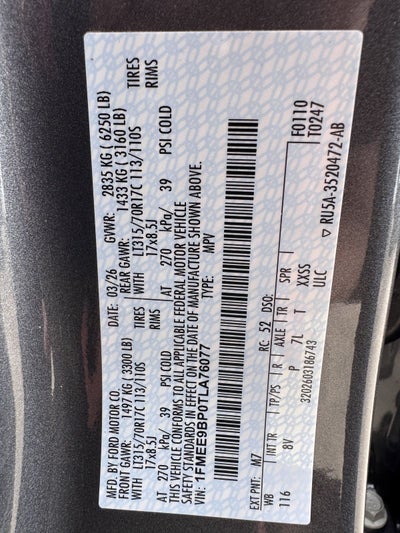 MFD. BY FORD MOTOR CO.
DATE: 03/26 GVWR: 2835 KG ( 6250 LB)
FRONT GAWR: 1497 KG ( 3300 LB) REAR GAWR: 1433 KG ( 3160 LB)
WITH LT315/70R17C 113/110S TIRES WITH LT315/70R17C 113/110S TIRES
17x8.5J RIMS 17x8.5J RIMS
AT 270 kPa/ 39 PSI COLD AT 270 kPa/ 39 PSI COLD
THIS VEHICLE CONFORMS TO ALL APPLICABLE FEDERAL MOTOR VEHICLE
SAFETY STANDARDS IN EFFECT ON THE DATE OF MANUFACTURE SHOWN ABOVE.
VIN: 1FMEE9BP0TLA76077
TYPE: MPV
F0110
T0247
EXT PNT: M7 RC: 52 DSO:
WB INT TR TP/PS R AXLE TR SPR
116 8V P 7L T XXSS
ULC
3202603186743
▽ RU5A-3520472-AB